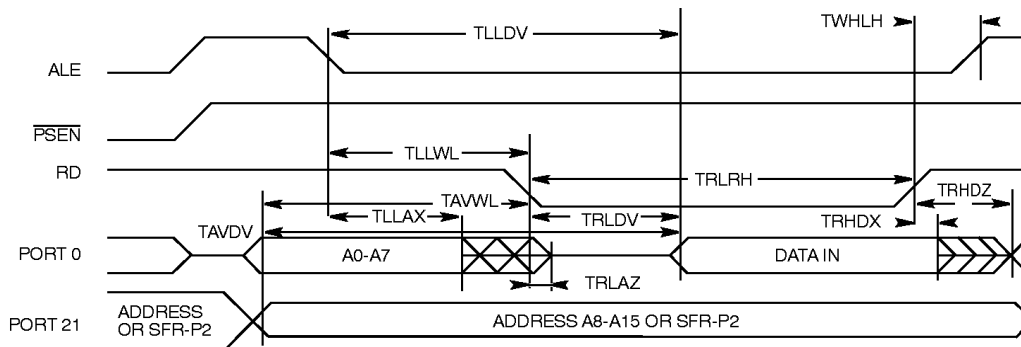 TLLDV
TWHLH
ALE
PSEN
TLLWL
RD
TRLRH
TAVWL
TRHDZ
TLLAX
TRLDV
TRHDX
TAVDV
PORT 0
A0-A7
DATA IN
TRLAZ
ADDRESS
OR SFR-P2
PORT 21
ADDRESS A8-A15 OR SFR-P2